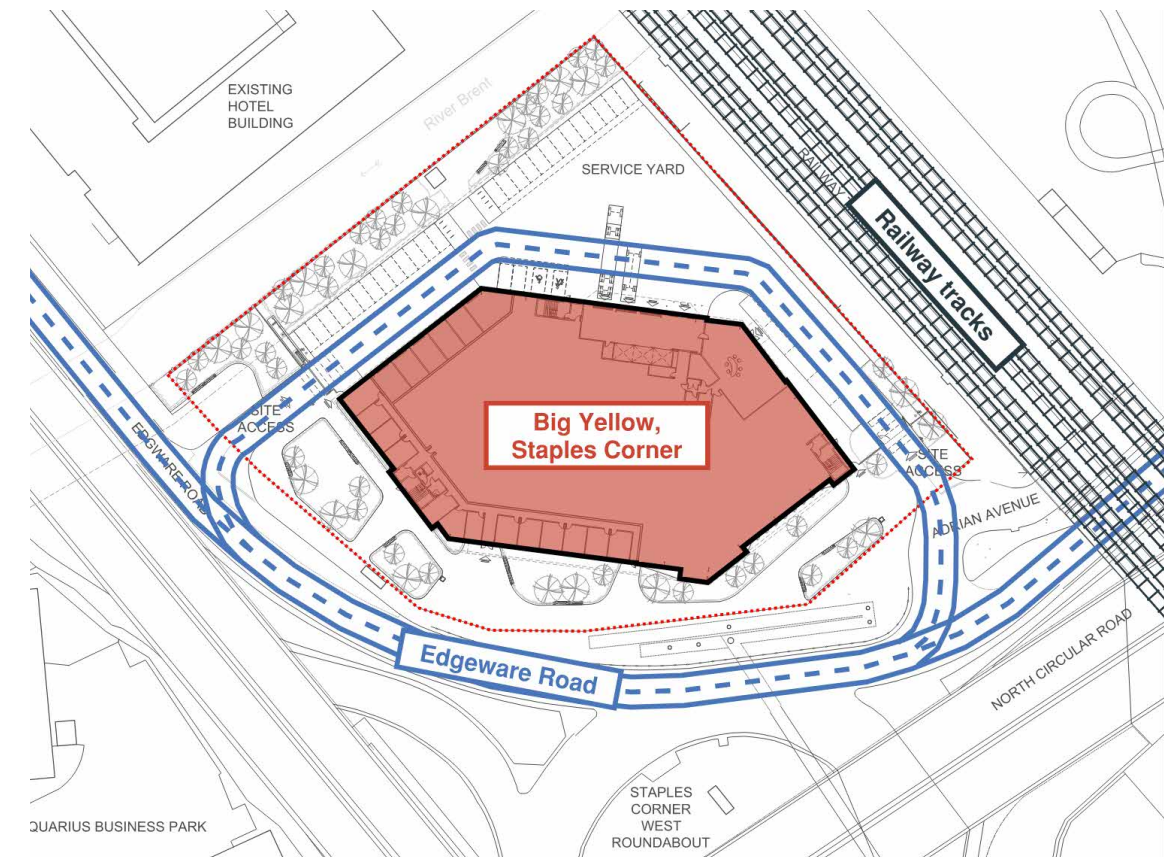 EXISTING
HOTEL
BUILDING
River Brent
SERVICE YARD
RAILWAY
Railway tracks
SITE
ACCESS
EDGWARE ROAD
Big Yellow,
Staples Corner
SITE
ACCESS
ADRIAN AVENUE
Edgeware Road
NORTH CIRCULAR ROAD
STAPLES
CORNER
WEST
ROUNDABOUT
QUARIUS BUSINESS PARK